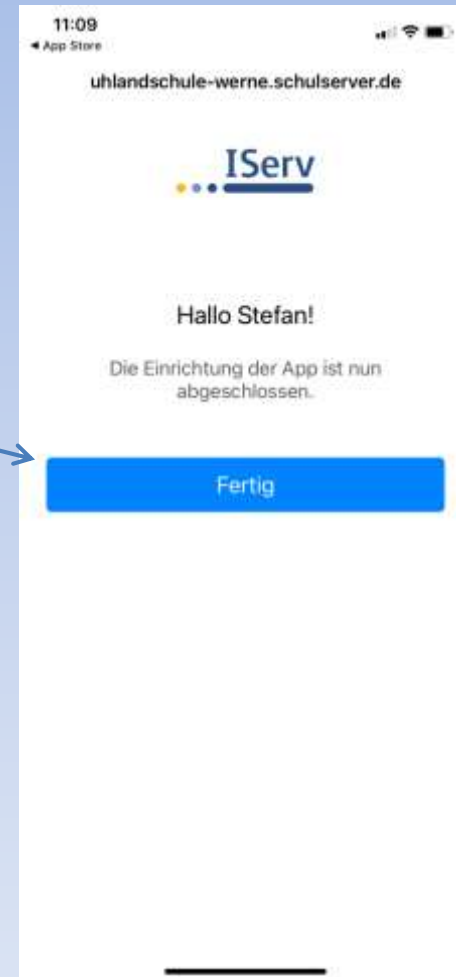 11:09
◀ App Store
uhlandschule-werne.schulserver.de
IServ
Hallo Stefan!
Die Einrichtung der App ist nun
abgeschlossen.
Fertig